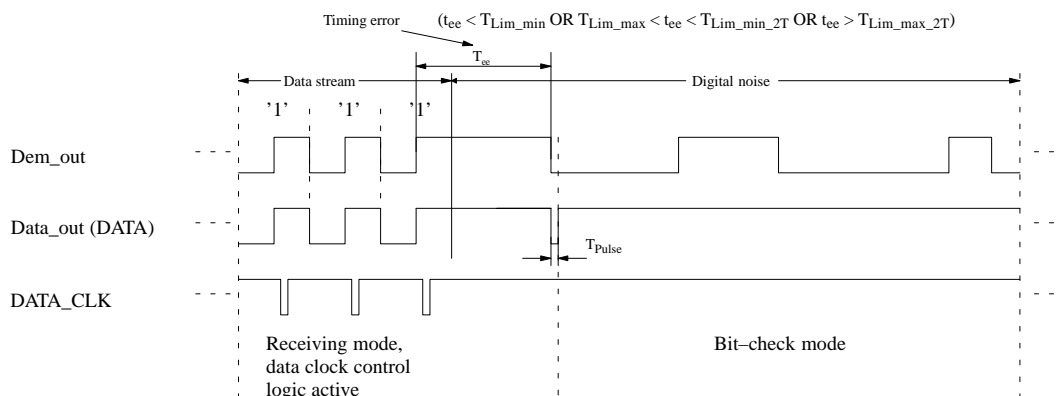 Timing error
(tee < TLim_min OR TLim_max < tee < TLim_min_2T OR tee > TLim_max_2T)
Tee
Data stream
Digital noise
'1' '1' '1'
Dem_out
Data_out (DATA)
TPulse
DATA_CLK
Receiving mode,
data clock control
logic active
Bit–check mode